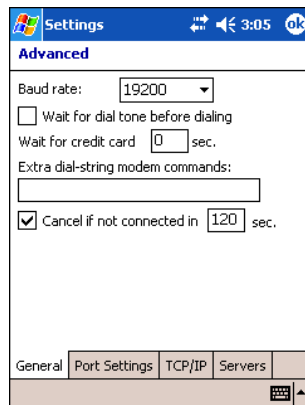 Settings 3:05 ok
Advanced
Baud rate: 19200
Wait for dial tone before dialing
Wait for credit card 0 sec.
Extra dial-string modem commands:
Cancel if not connected in 120 sec.
General Port Settings TCP/IP Servers